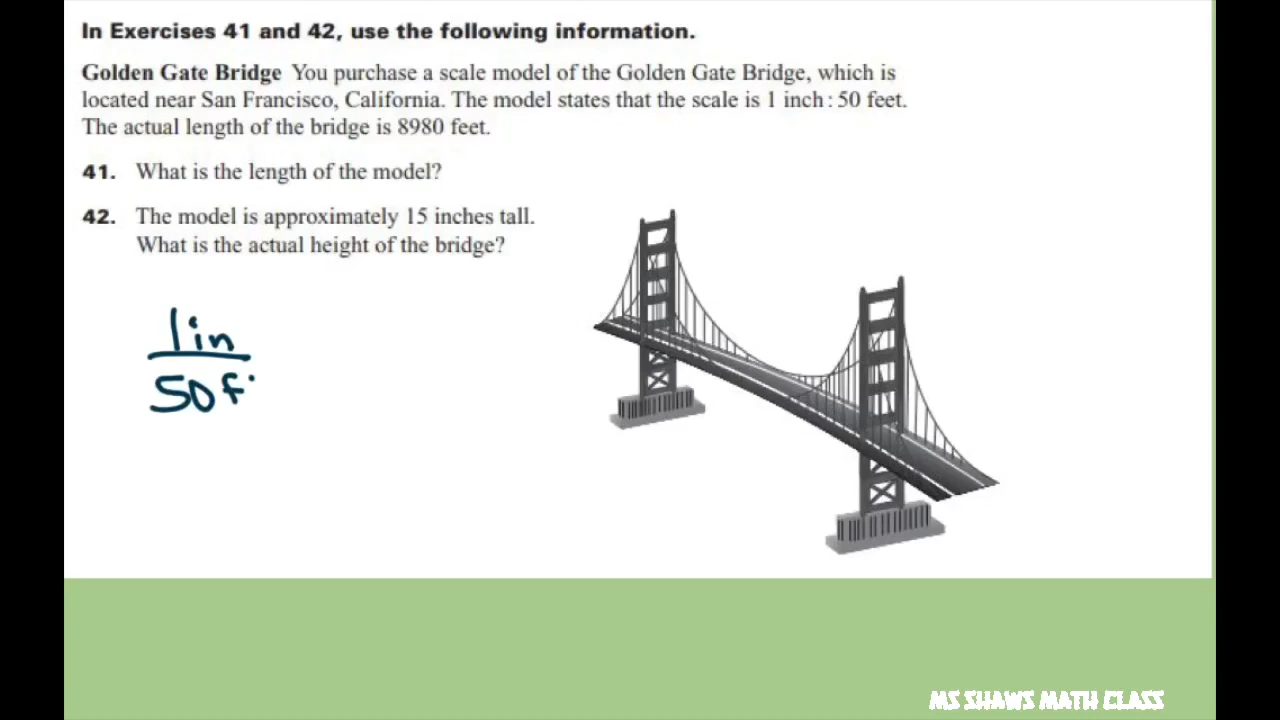 In Exercises 41 and 42, use the following information.
Golden Gate Bridge You purchase a scale model of the Golden Gate Bridge, which is
located near San Francisco, California. The model states that the scale is 1 inch : 50 feet.
The actual length of the bridge is 8980 feet.
41. What is the length of the model?
42. The model is approximately 15 inches tall.
What is the actual height of the bridge?
1 in
50 f
MS SHAWS MATH CLASS